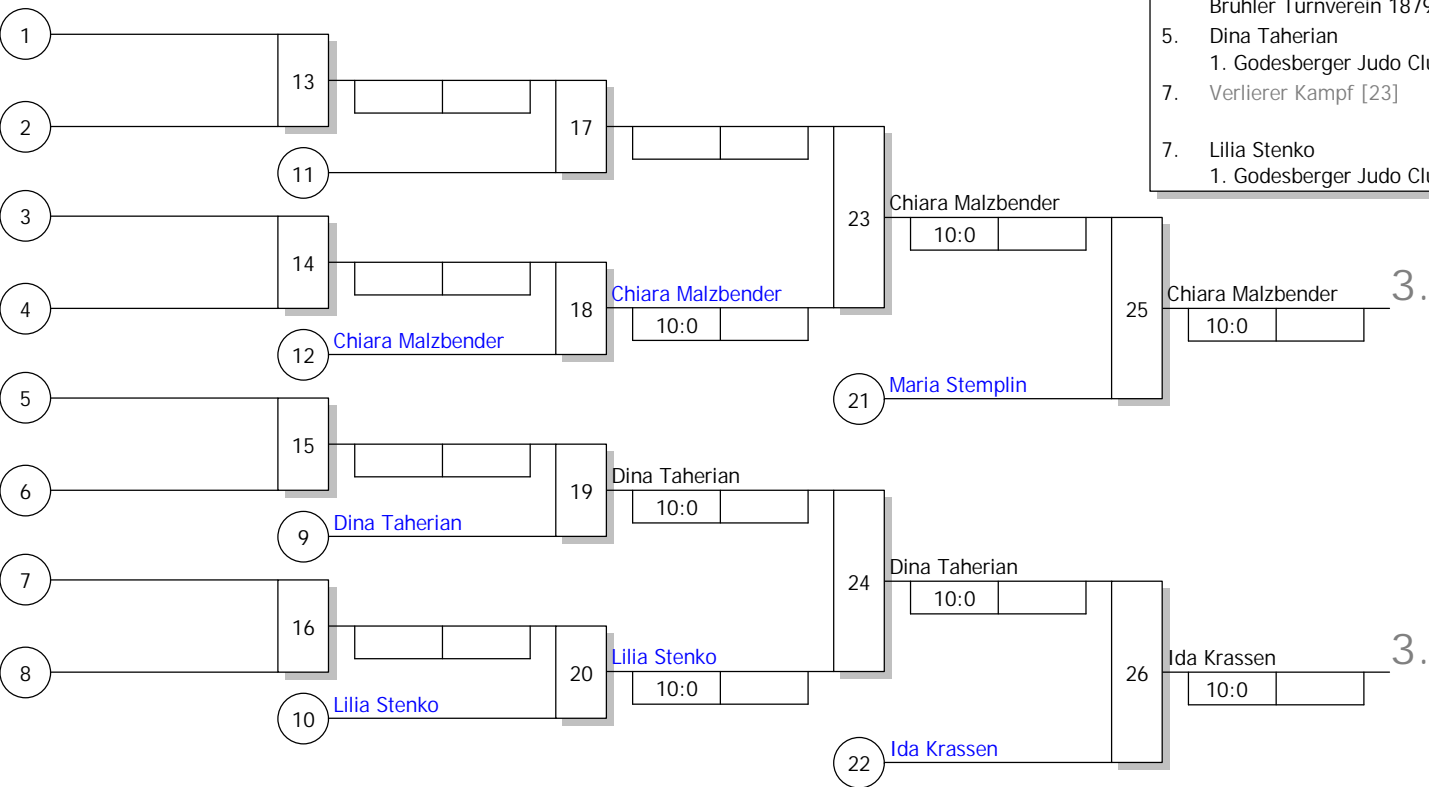 Brühler Turnverein 1879
5. Dina Taherian
1. Godesberger Judo
7. Verlierer Kampf [23]
7. Lilia Stenko
1. Godesberger Judo
1
13
2
17
11
3
23
Chiara Malzbender
10:0
14
4
18
Chiara Malzbender
10:0
12
Chiara Malzbender
25
Chiara Malzbender
10:0
3.
5
21
Maria Stemplin
15
6
19
Dina Taherian
10:0
9
Dina Taherian
7
24
Dina Taherian
10:0
16
8
20
Lilia Stenko
10:0
10
Lilia Stenko
26
Ida Krassen
10:0
3.
22
Ida Krassen